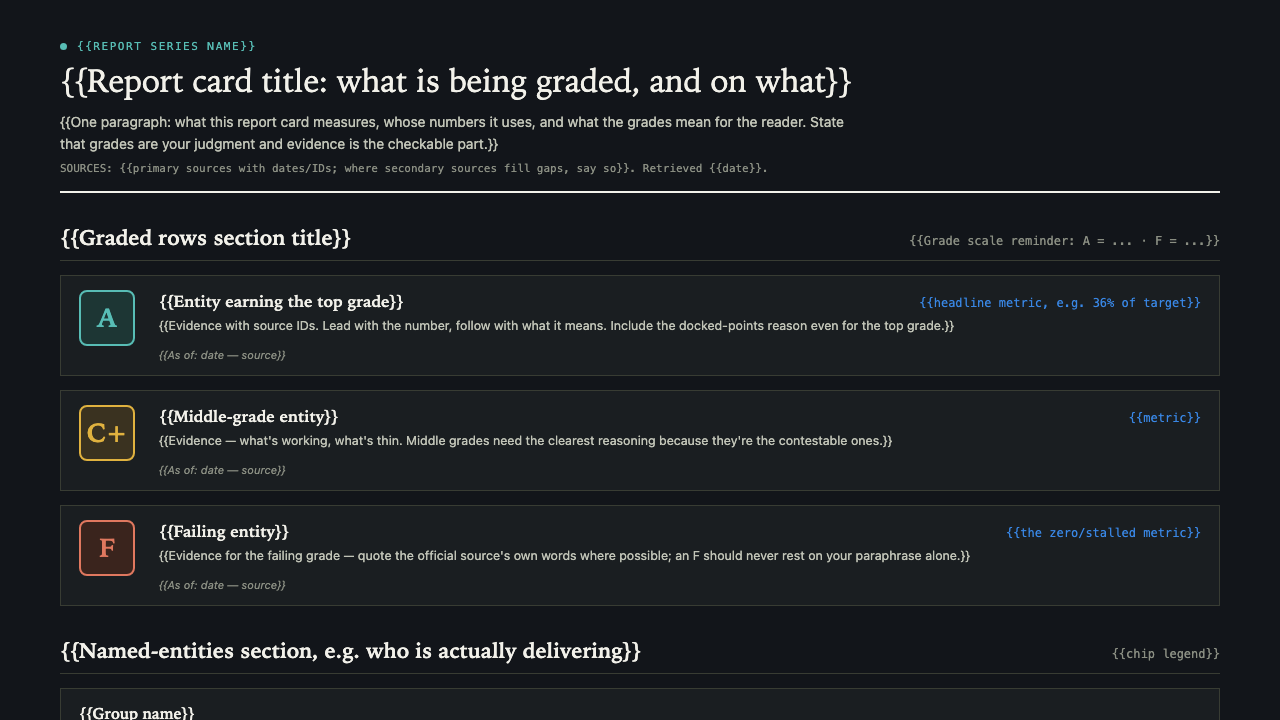 {{REPORT SERIES NAME}}
{{Report card title: what is being graded, and on what}}
{{One paragraph: what this report card measures, whose numbers it uses, and what the grades mean for the reader. State
that grades are your judgment and evidence is the checkable part.}}
SOURCES: {{primary sources with dates/IDs; where secondary sources fill gaps, say so}}. Retrieved {{date}}.
{{Graded rows section title}}
{{Grade scale reminder: A = ... · F = ...}}
A
{{Entity earning the top grade}}
{{headline metric, e.g. 36% of target}}
{{Evidence with source IDs. Lead with the number, follow with what it means. Include the docked-points reason even for the top grade.}}
{{As of: date — source}}
C+
{{Middle-grade entity}}
{{metric}}
{{Evidence — what's working, what's thin. Middle grades need the clearest reasoning because they're the contestable ones.}}
{{As of: date — source}}
F
{{Failing entity}}
{{the zero/stalled metric}}
{{Evidence for the failing grade — quote the official source's own words where possible; an F should never rest on your paraphrase alone.}}
{{As of: date — source}}
{{Named-entities section, e.g. who is actually delivering}}
{{chip legend}}
{{Group name}}